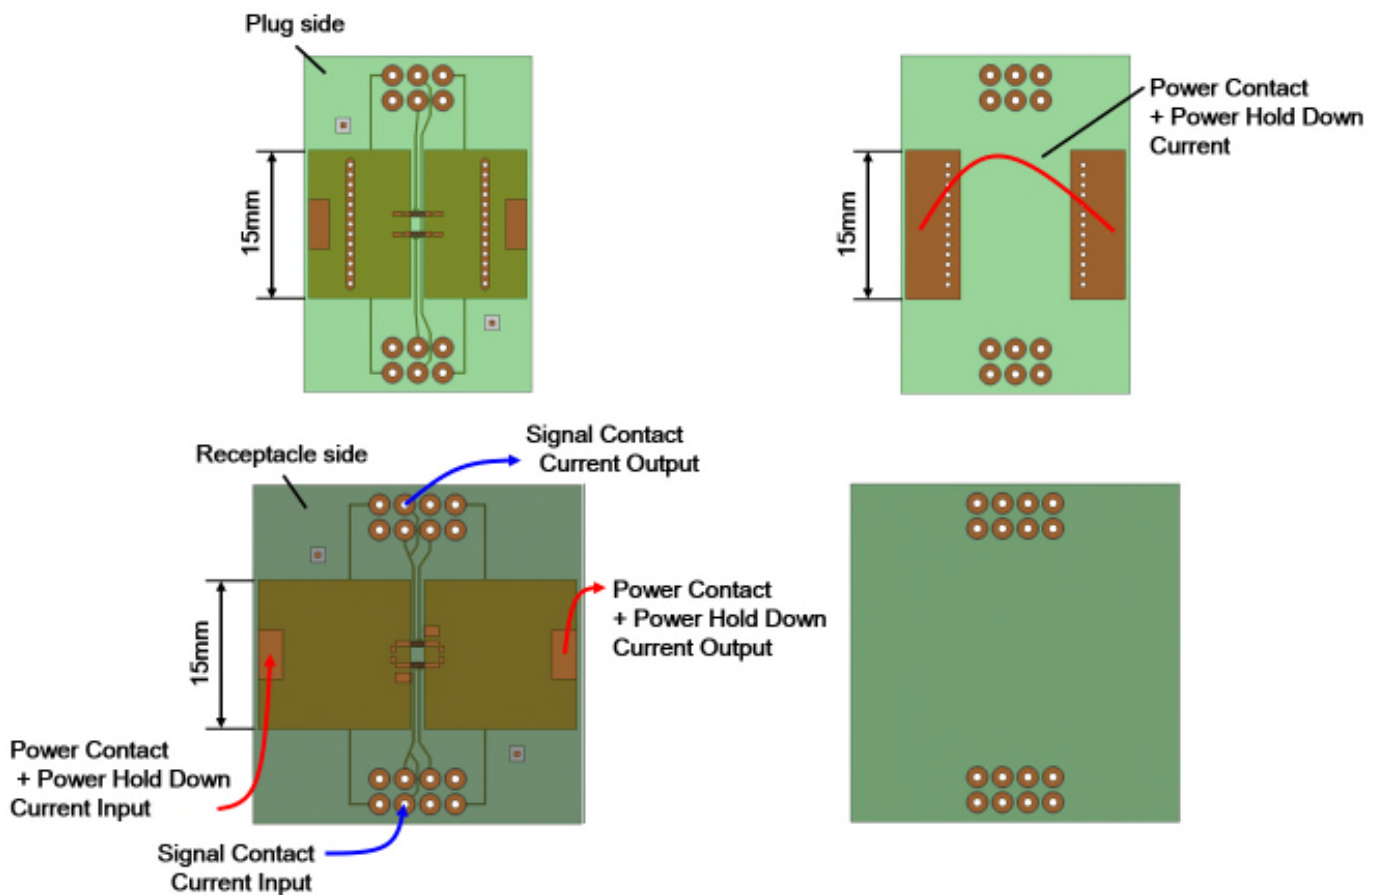 Plug side
Power Contact
+ Power Hold Down
Current
15mm
15mm
Signal Contact
Current Output
Receptacle side
Power Contact
+ Power Hold Down
Current Output
15mm
Power Contact
+ Power Hold Down
Current Input
Signal Contact
Current Input